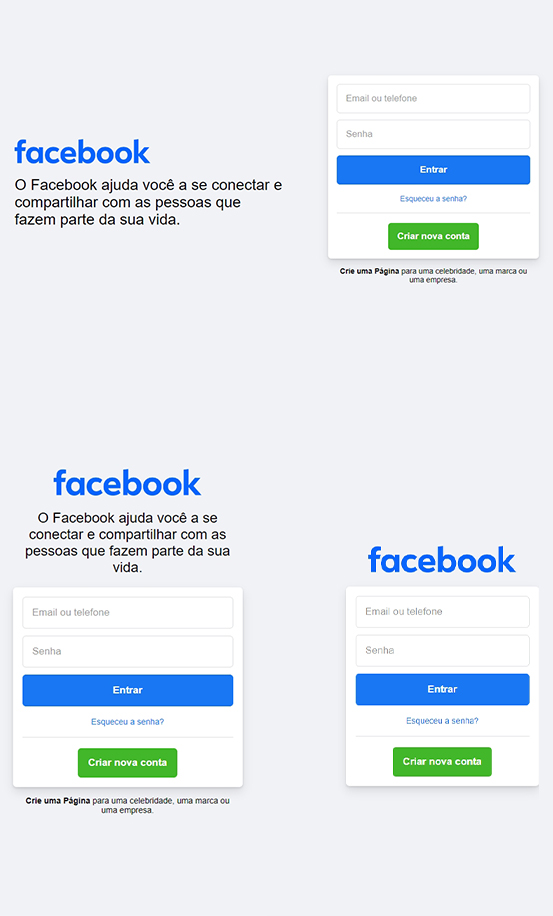 facebook
O Facebook ajuda você a se conectar e
compartilhar com as pessoas que
fazem parte da sua vida.
Email ou telefone
Senha
Entrar
Esqueceu a senha?
Criar nova conta
Crie uma Página para uma celebridade, uma marca ou
uma empresa.
facebook
O Facebook ajuda você a se
conectar e compartilhar com as
pessoas que fazem parte da sua
vida.
Email ou telefone
Senha
Entrar
Esqueceu a senha?
Criar nova conta
Crie uma Página para uma celebridade, uma marca ou
uma empresa.
facebook
Email ou telefone
Senha
Entrar
Esqueceu a senha?
Criar nova conta